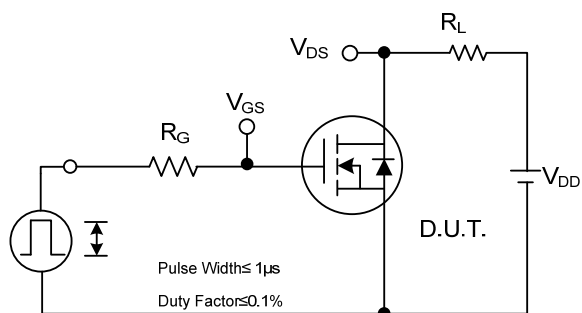 RL
VDS
VGS
RG
VDD
D.U.T.
Pulse Width≤ 1μs
Duty Factor≤0.1%